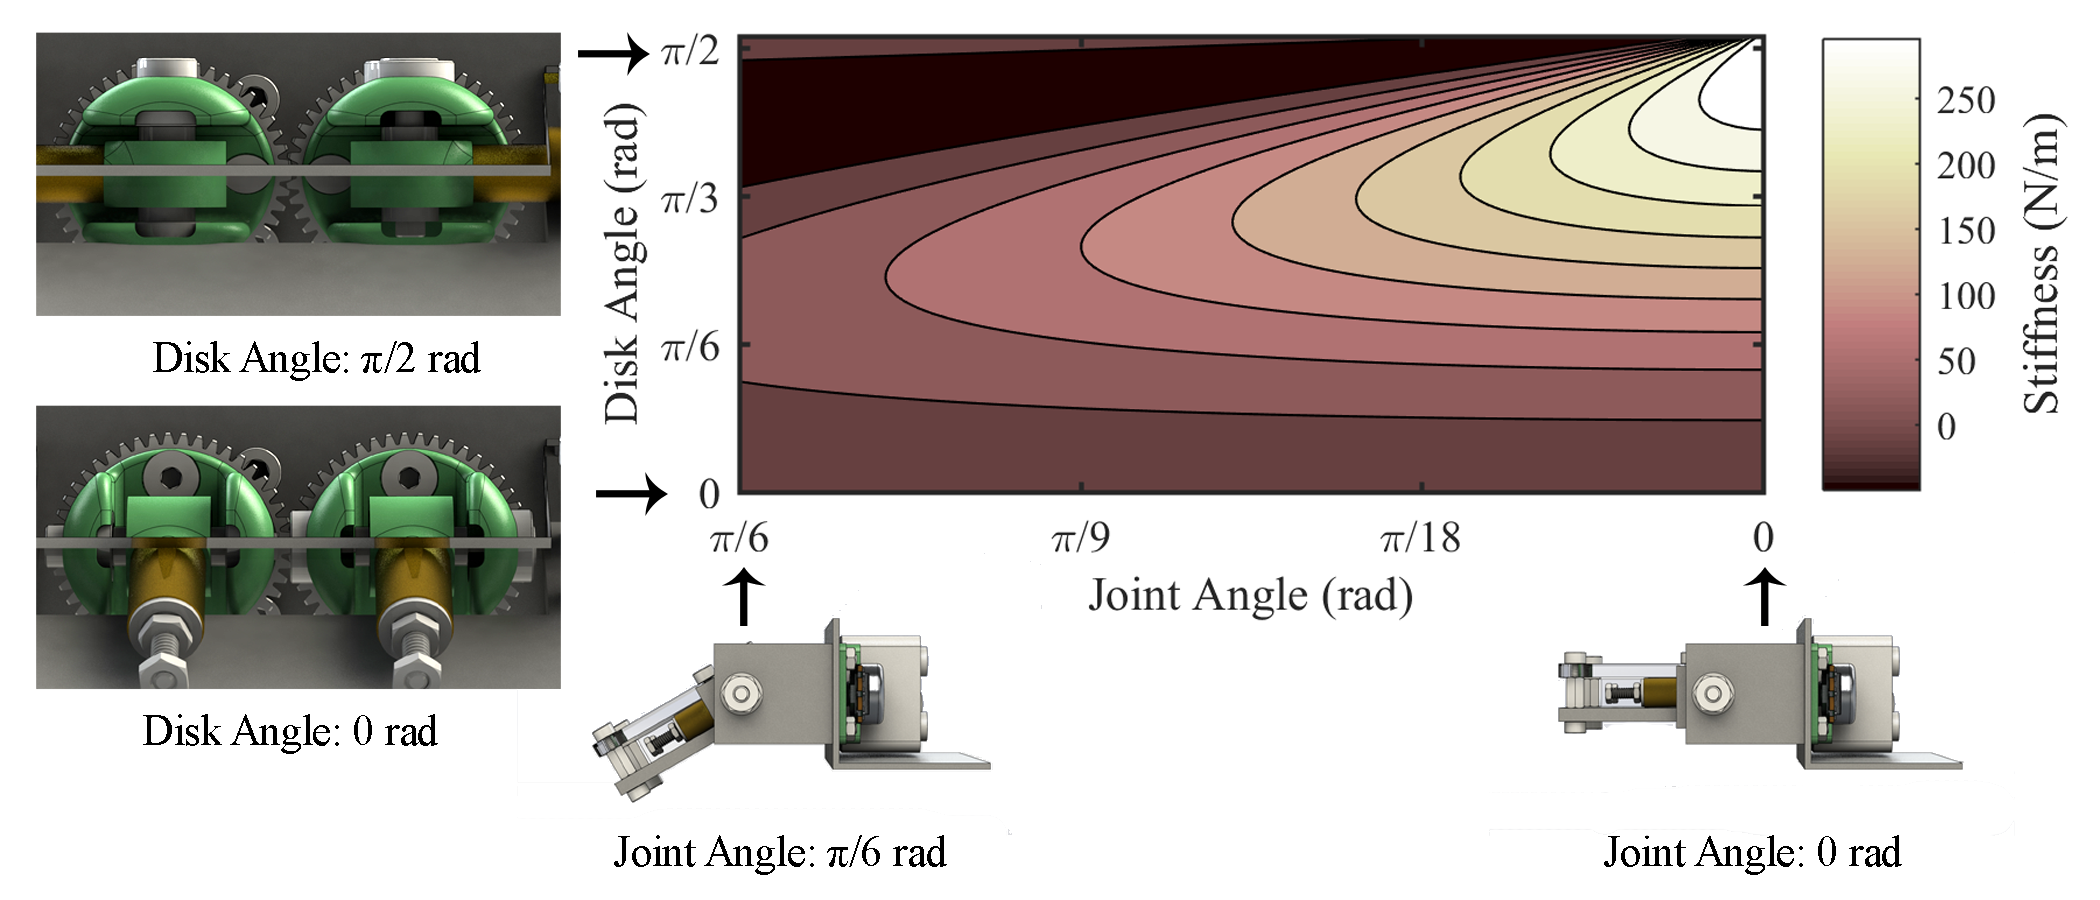 Disk Angle: π/2 rad
Disk Angle: 0 rad
Disk Angle (rad)
π/2
π/3
π/6
0
π/6 π/9 π/18 0
Joint Angle (rad)
250
200
150
100
50
0
Stiffness (N/m)
Joint Angle: π/6 rad
Joint Angle: 0 rad